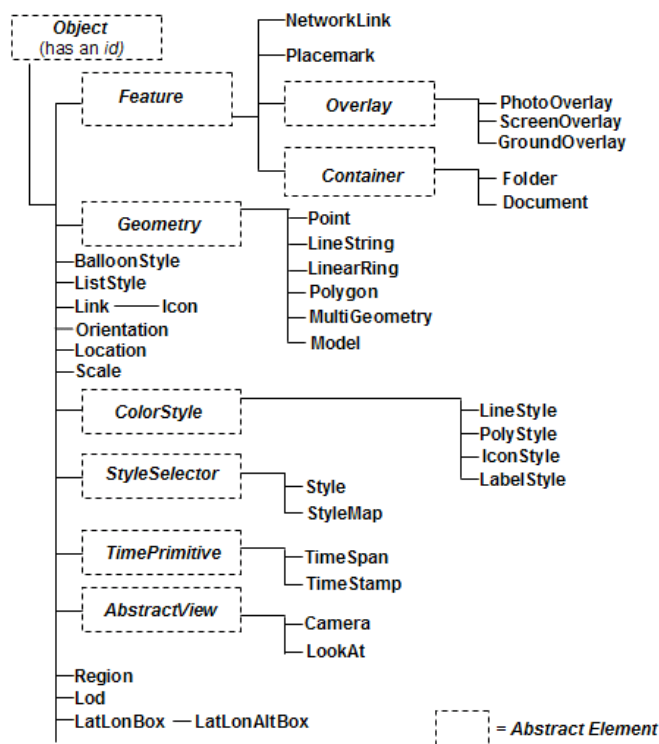 Object
(has an id)
NetworkLink
Placemark
Feature
Overlay
PhotoOverlay
ScreenOverlay
GroundOverlay
Container
Folder
Document
Geometry
Point
LineString
LinearRing
Polygon
MultiGeometry
Model
BalloonStyle
ListStyle
Link Icon
Orientation
Location
Scale
ColorStyle
LineStyle
PolyStyle
IconStyle
LabelStyle
StyleSelector
Style
StyleMap
TimePrimitive
TimeSpan
TimeStamp
AbstractView
Camera
LookAt
Region
Lod
LatLonBox LatLonAltBox
= Abstract Element